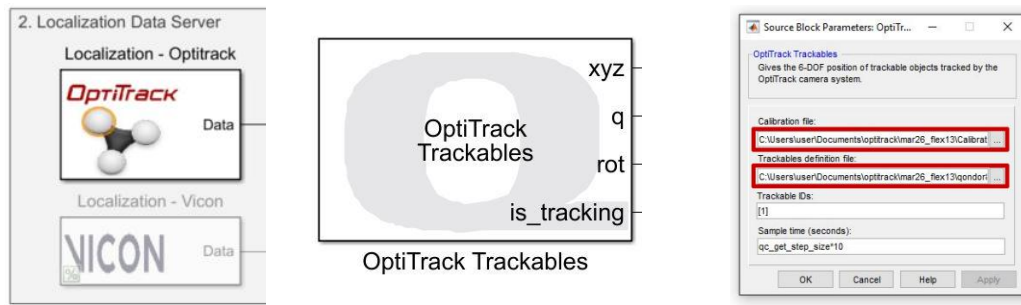 2. Localization Data Server
Localization - Optitrack
OPTITRACK
Data
Localization - Vicon
VICON
Data
OptiTrack
Trackables
xyz
q
rot
is_tracking
OptiTrack Trackables
Source Block Parameters: OptiTr...
OptiTrack Trackables
Gives the 6-DOF position of trackable objects tracked by the
OptiTrack camera system.
Calibration file:
C:\Users\user\Documents\optitrack\mar26_flex13\Calibrat ...
Trackables definition file:
C:\Users\user\Documents\optitrack\mar26_flex13\qondori ...
Trackable IDs:
[1]
Sample time (seconds):
qc_get_step_size*10
OK Cancel Help Apply